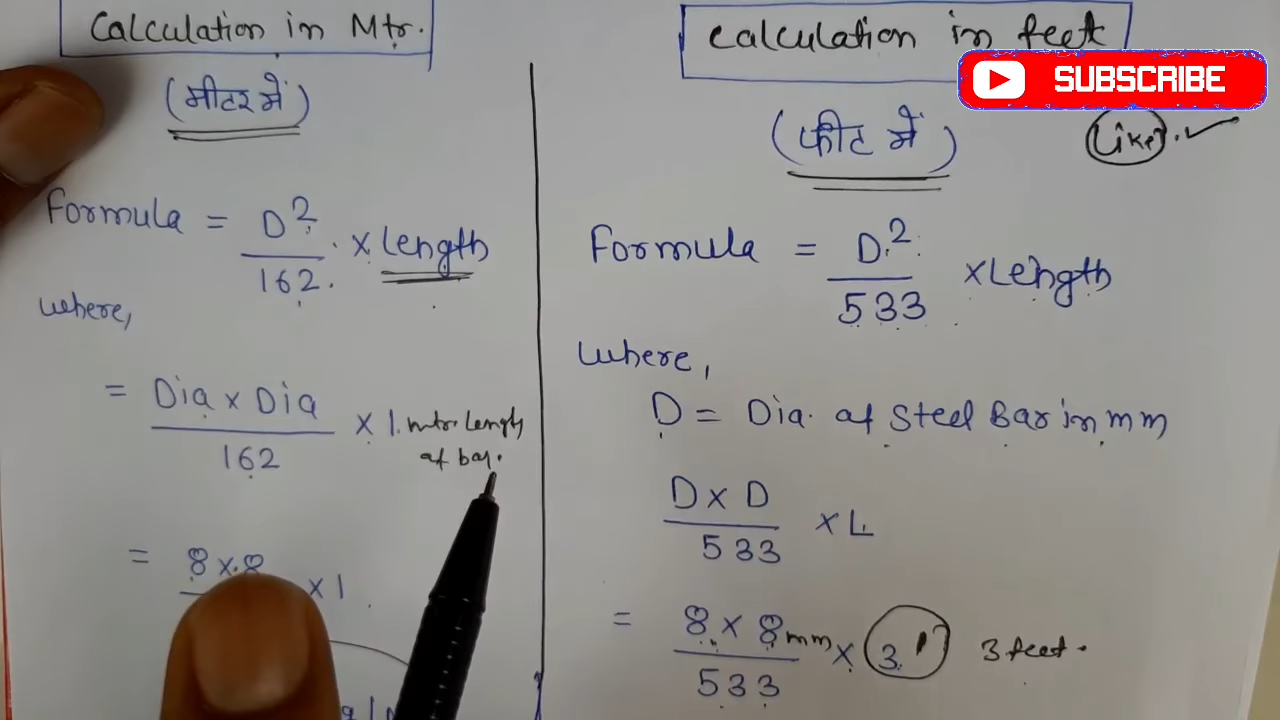 Calculation in Mtr.
(मीटर में)
Formula = D² / 162 × Length
where,
= Dia × Dia / 162 × 1 mtr. Length of bar.
= 8 × 8 × 1
Calculation in feet
SUBSCRIBE
(फीट में)
Like
Formula = D² / 533 × Length
Where,
D = Dia. of Steel Bar in mm
D × D / 533 × L
= 8 × 8 mm / 533 × 3' 3 feet.